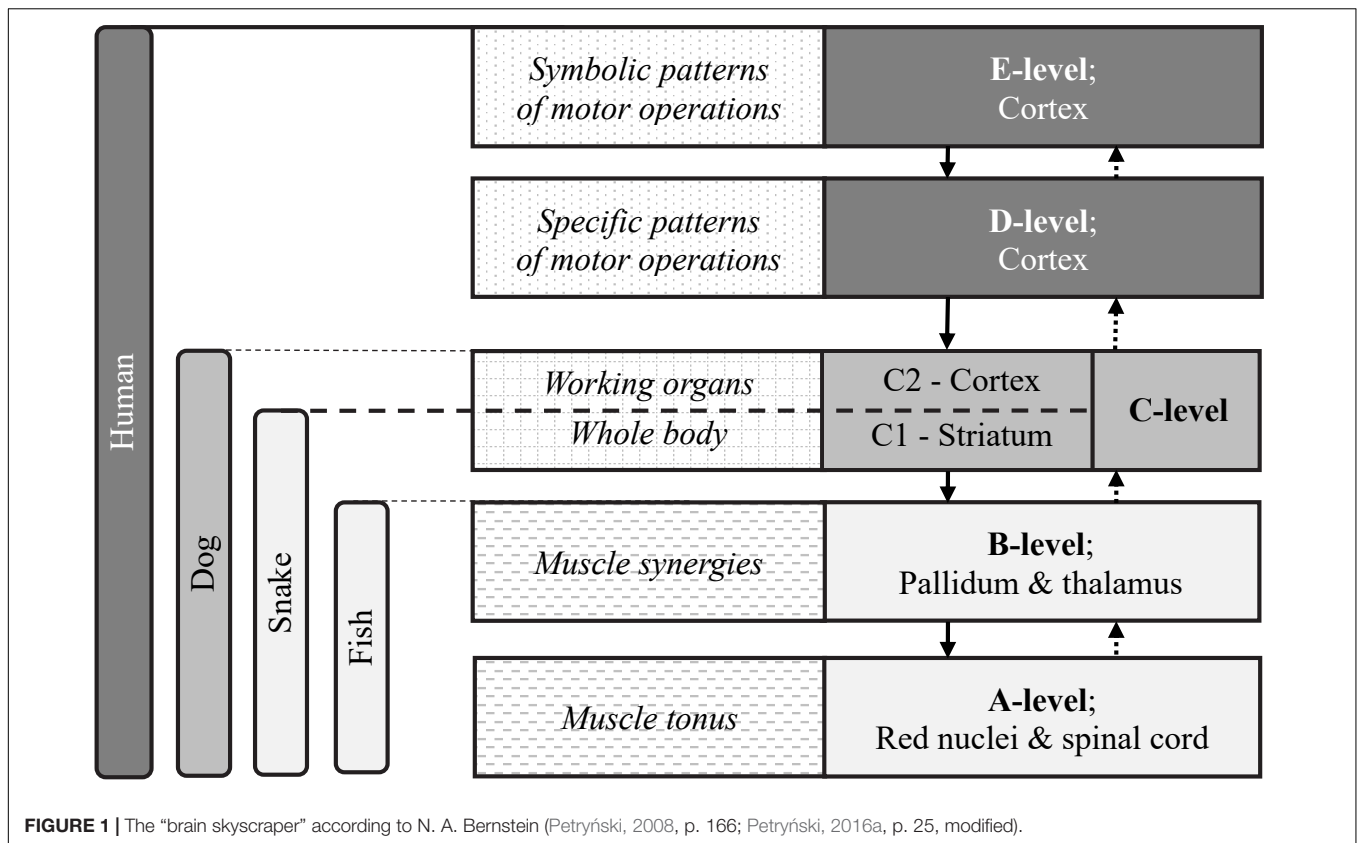 Human
Dog
Snake
Fish
Symbolic patterns
of motor operations
E-level;
Cortex
Specific patterns
of motor operations
D-level;
Cortex
Working organs
Whole body
C2 - Cortex
C1 - Striatum
C-level
Muscle synergies
B-level;
Pallidum & thalamus
Muscle tonus
A-level;
Red nuclei & spinal cord
FIGURE 1 | The “brain skyscraper” according to N. A. Bernstein (Petryński, 2008, p. 166; Petryński, 2016a, p. 25, modified).